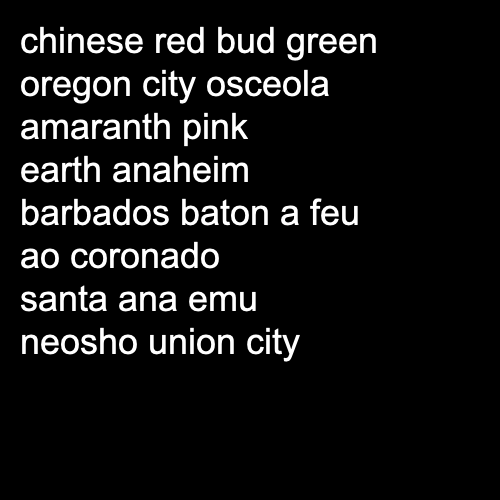 chinese red bud green
oregon city osceola
amaranth pink
earth anaheim
barbados baton a feu
ao coronado
santa ana emu
neosho union city